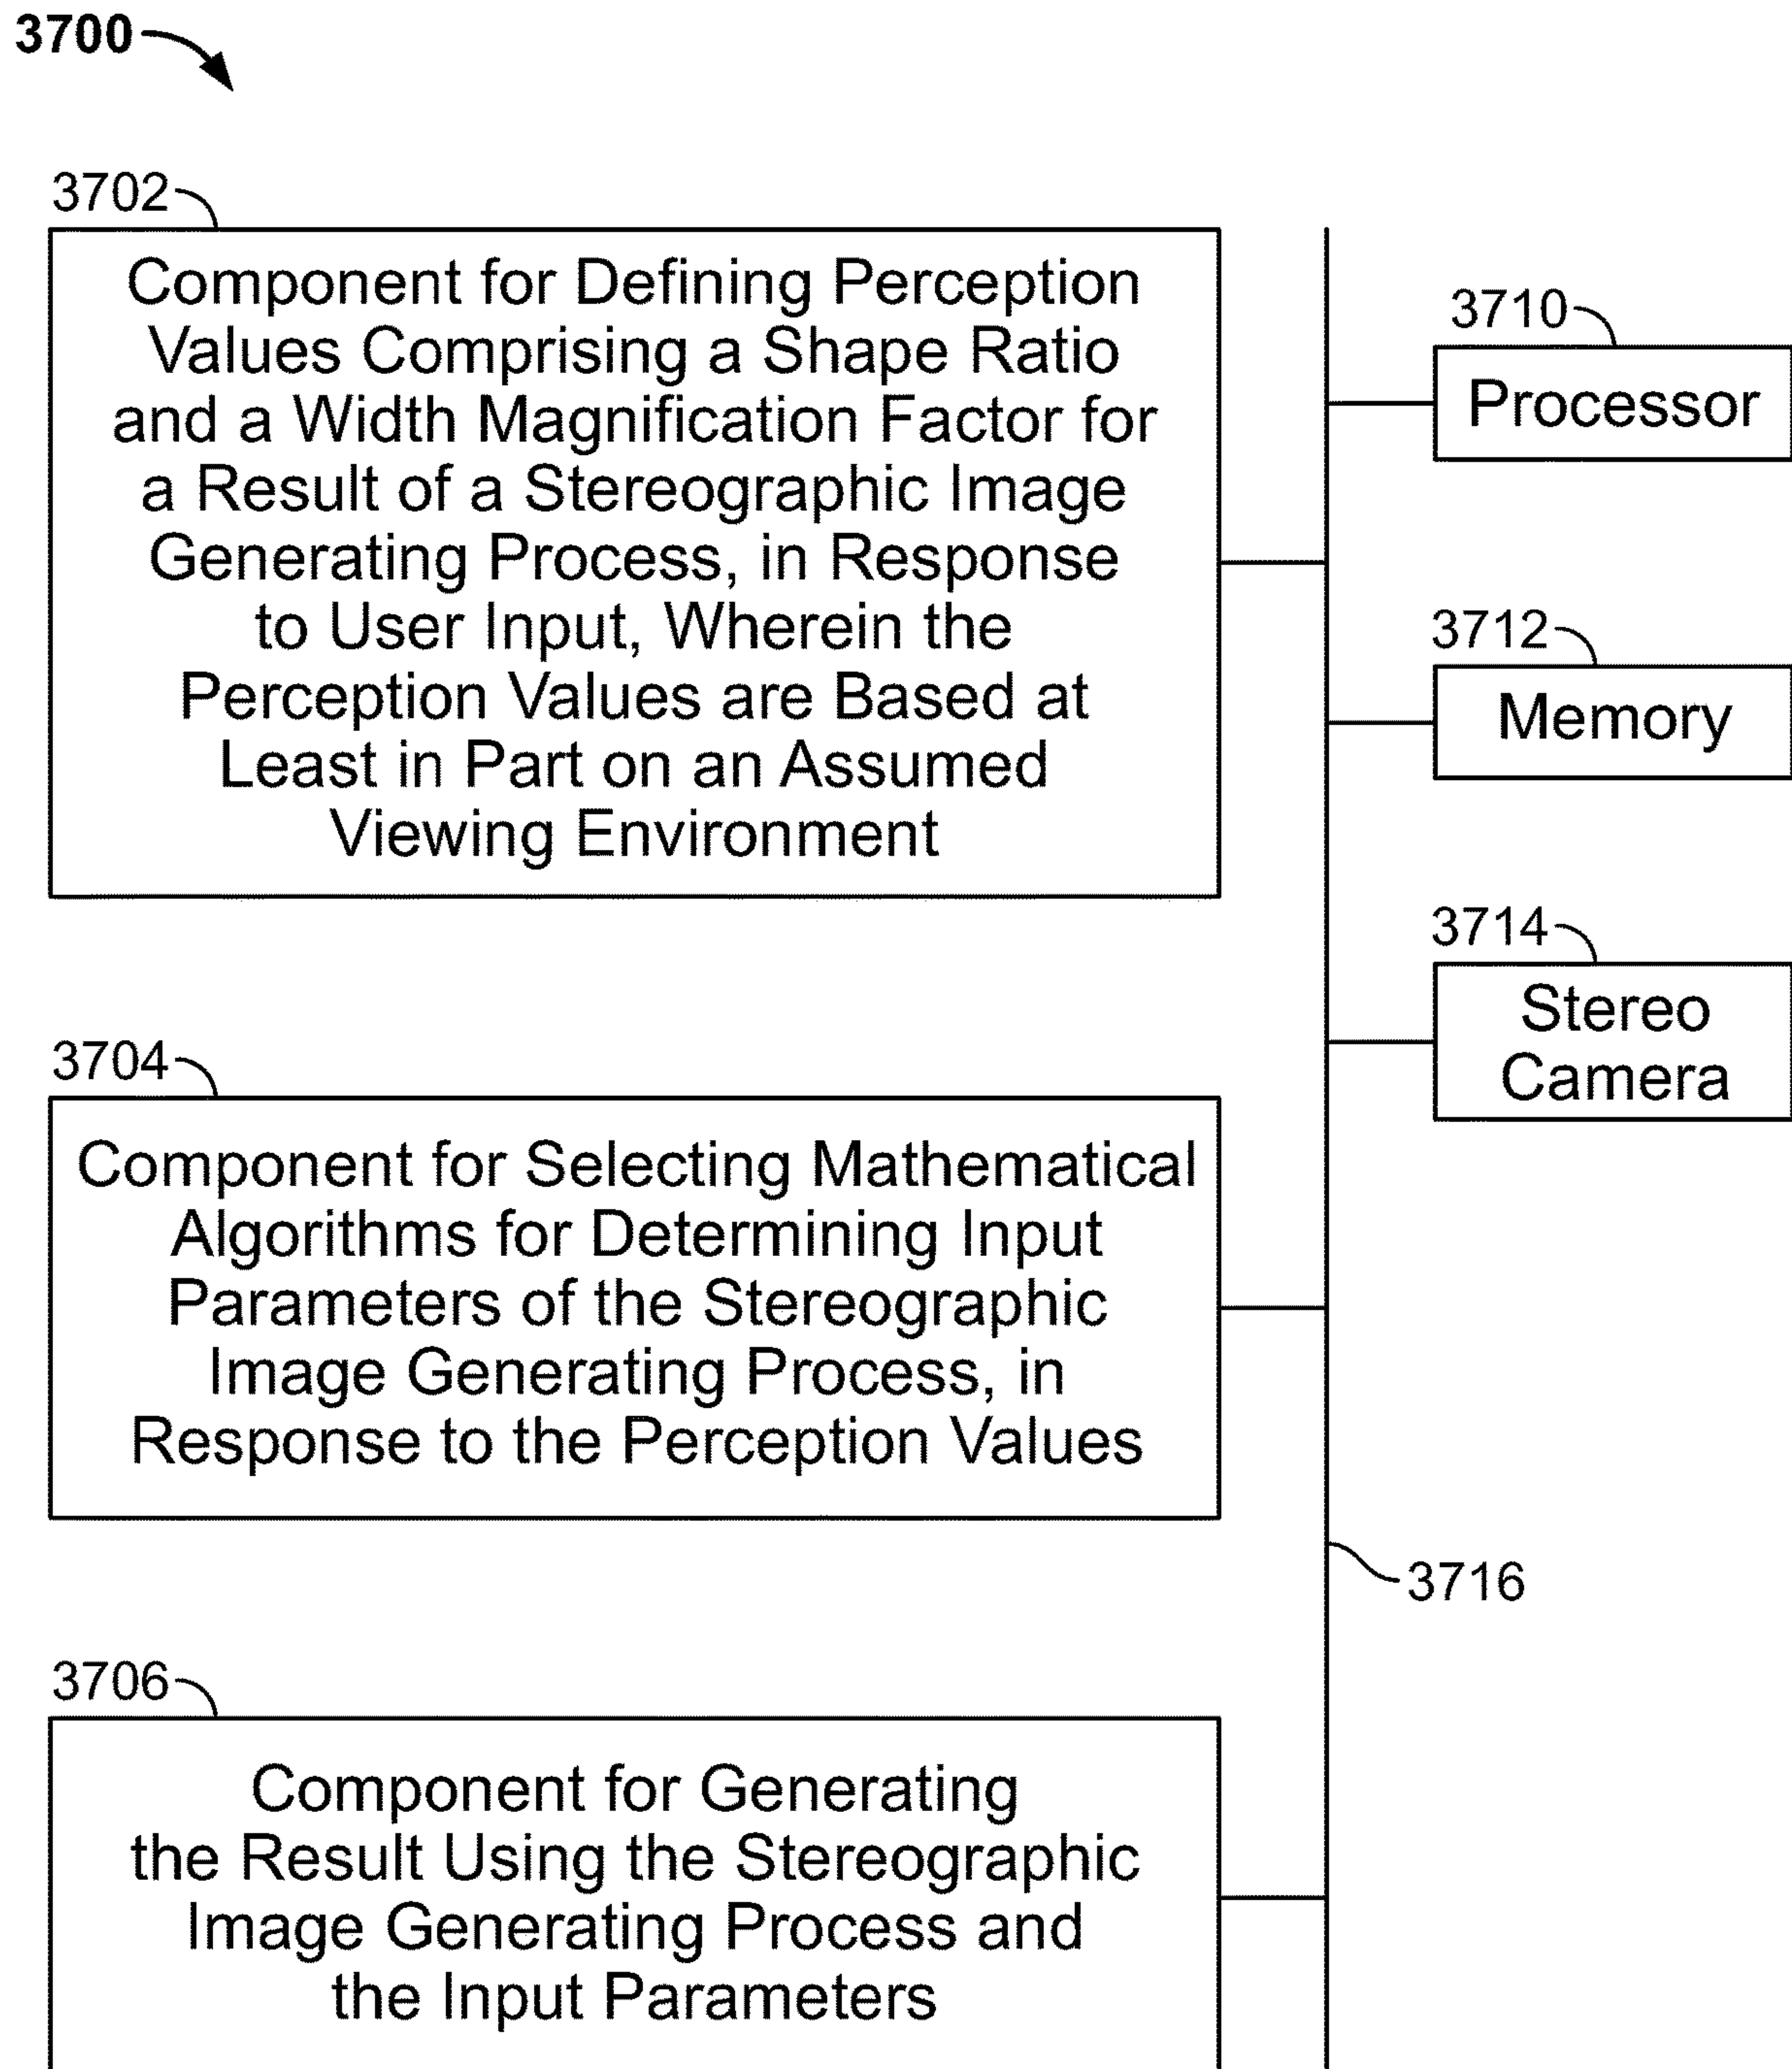 3700
3702
Component for Defining Perception
Values Comprising a Shape Ratio
and a Width Magnification Factor for
a Result of a Stereographic Image
Generating Process, in Response
to User Input, Wherein the
Perception Values are Based at
Least in Part on an Assumed
Viewing Environment
3710
Processor
3712
Memory
3714
Stereo
Camera
3704
Component for Selecting Mathematical
Algorithms for Determining Input
Parameters of the Stereographic
Image Generating Process, in
Response to the Perception Values
3716
3706
Component for Generating
the Result Using the Stereographic
Image Generating Process and
the Input Parameters